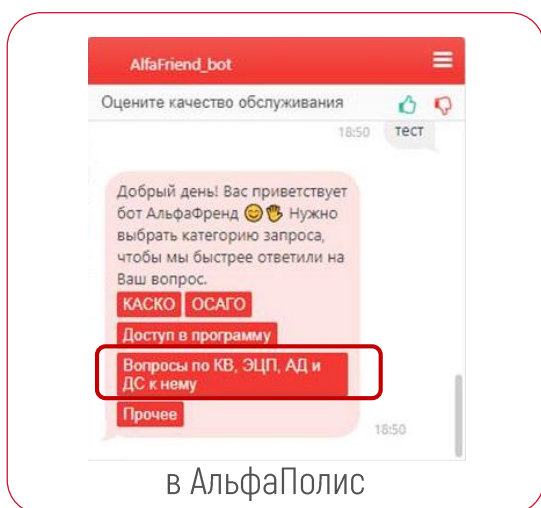 AlfaFriend_bot
Оцените качество обслуживания
18:50 тест
Добрый день! Вас приветствует
бот АльфаФренд 😊🖐 Нужно
выбрать категорию запроса,
чтобы мы быстрее ответили на
Ваш вопрос.
КАСКО ОСАГО
Доступ в программу
Вопросы по КВ, ЭЦП, АД и
ДС к нему
Прочее
18:50
в АльфаПолис